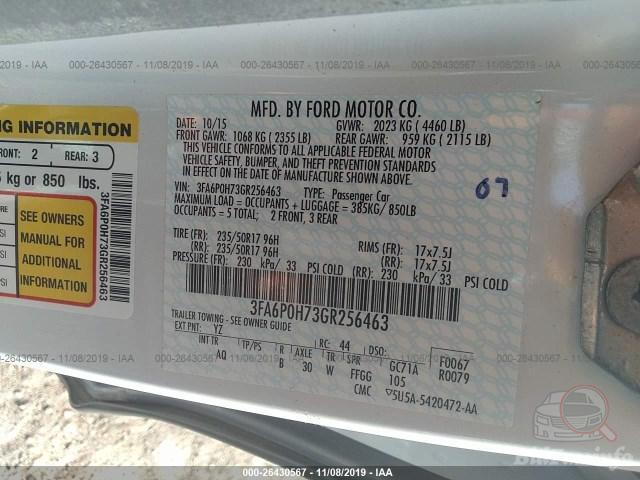 000-26430567 — 11/08/2019 — IAA
MFD. BY FORD MOTOR CO.
10/15
GVWR: 2023 KG ( 4460 LB)
FRONT GAWR: 1068 KG ( 2355 LB)
REAR GAWR: 959 KG ( 2115 LB)
THIS VEHICLE CONFORMS TO ALL APPLICABLE FEDERAL MOTOR
VEHICLE SAFETY, BUMPER, AND THEFT PREVENTION STANDARDS
IN EFFECT ON THE DATE OF MANUFACTURE SHOWN ABOVE.
VIN: 3FA6P0H73GR256463 TYPE: Passenger Car
MAXIMUM LOAD = OCCUPANTS + LUGGAGE = 385KG/ 850LB
OCCUPANTS = 5 TOTAL; 2 FRONT, 3 REAR
07
TIRE (FR): 235/50R17 96H RIMS (FR): 17x7.5J
(RR): 235/50R17 96H (RR): 17x7.5J
PRESSURE (FR): 230 kPa/ 33 PSI COLD (RR): 230 kPa/ 33 PSI COLD
3FA6P0H73GR256463
TRAILER TOWING - SEE OWNER GUIDE
EXT PNT: YZ RC: 44 DSO: F0067
INT TR TP/PS R AXLE TR SPR GC71A R0079
AQ B 30 W FFGG 105
CMC 5U5A-5420472-AA
NG INFORMATION
FRONT: 2 REAR: 3
5 kg or 850 lbs.
SEE OWNERS
MANUAL FOR
ADDITIONAL
INFORMATION
PSI
PSI
3FA6P0H73GR256463
000-26430567 — 11/08/2019 — IAA